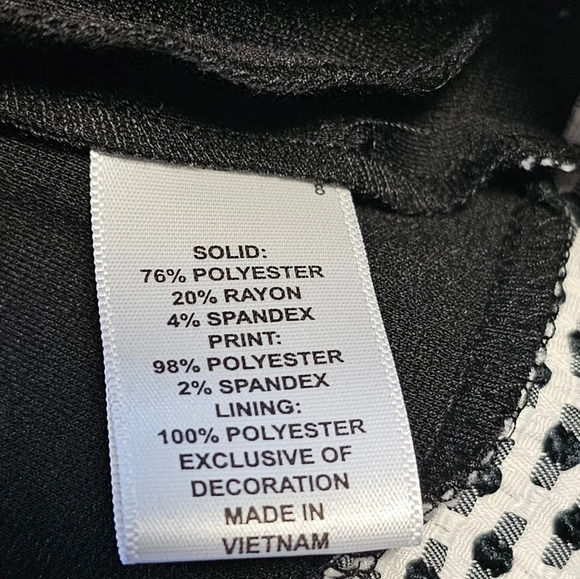 8
SOLID:
76% POLYESTER
20% RAYON
4% SPANDEX
PRINT:
98% POLYESTER
2% SPANDEX
LINING:
100% POLYESTER
EXCLUSIVE OF
DECORATION
MADE IN
VIETNAM